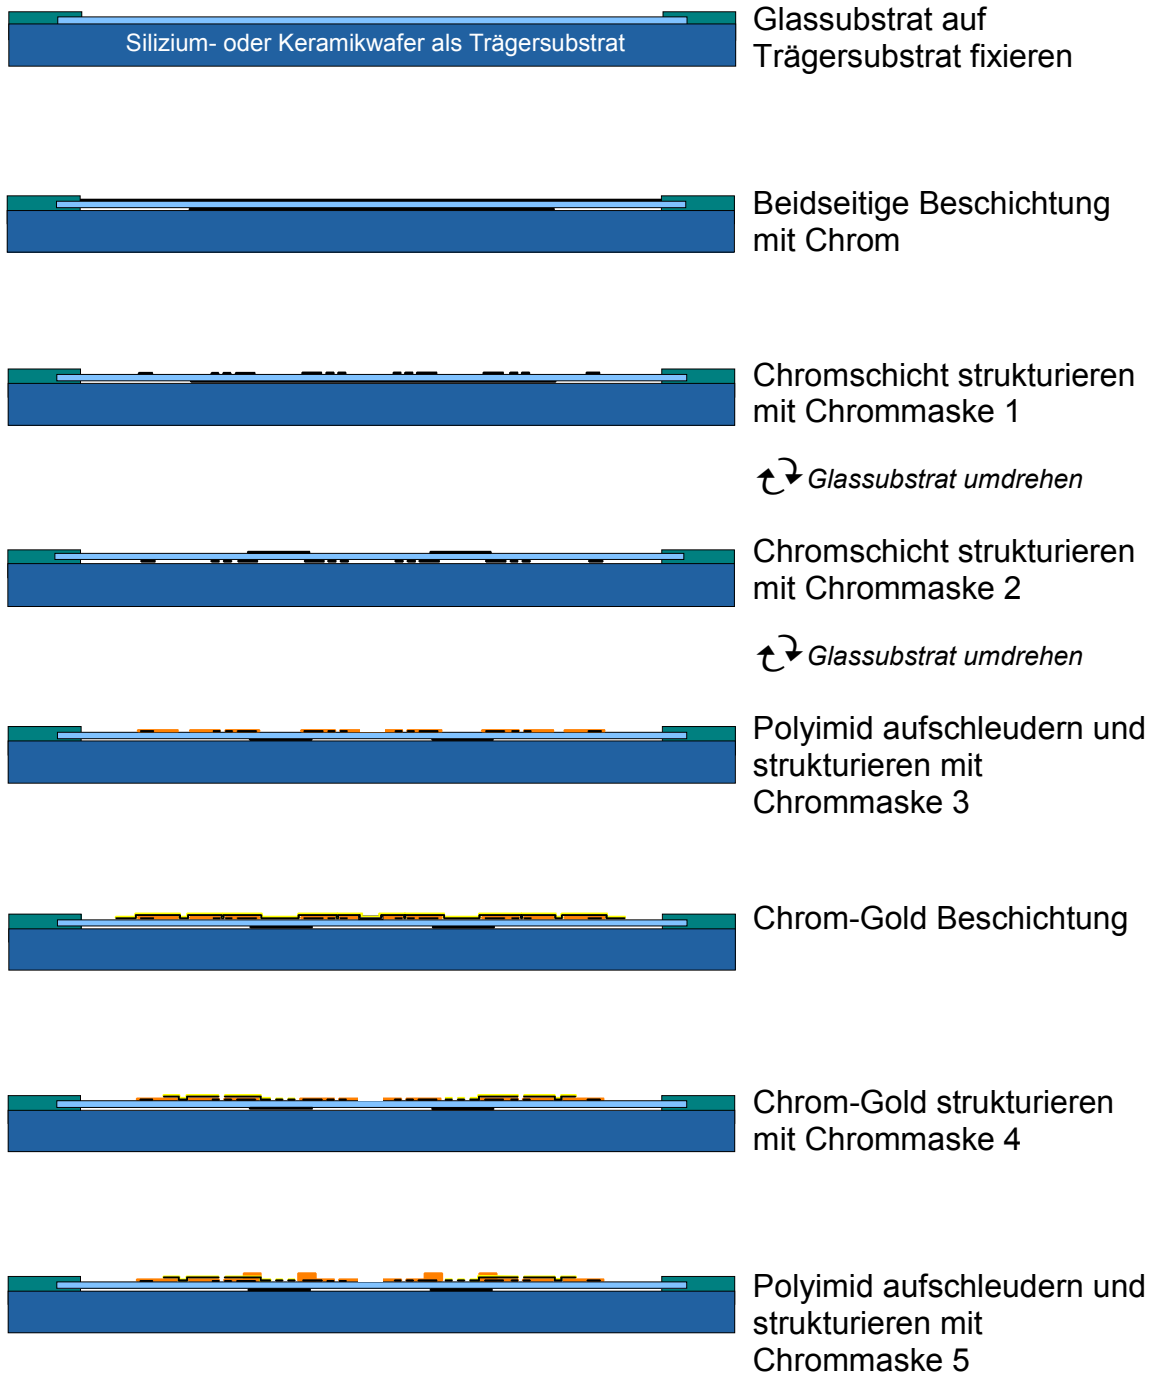 Glassubstrat auf
Trägersubstrat fixieren
Silizium- oder Keramikwafer als Trägersubstrat
Beidseitige Beschichtung
mit Chrom
Chromschicht strukturieren
mit Chrommaske 1
Glassubstrat umdrehen
Chromschicht strukturieren
mit Chrommaske 2
Glassubstrat umdrehen
Polyimid aufschleudern und
strukturieren mit
Chrommaske 3
Chrom-Gold Beschichtung
Chrom-Gold strukturieren
mit Chrommaske 4
Polyimid aufschleudern und
strukturieren mit
Chrommaske 5